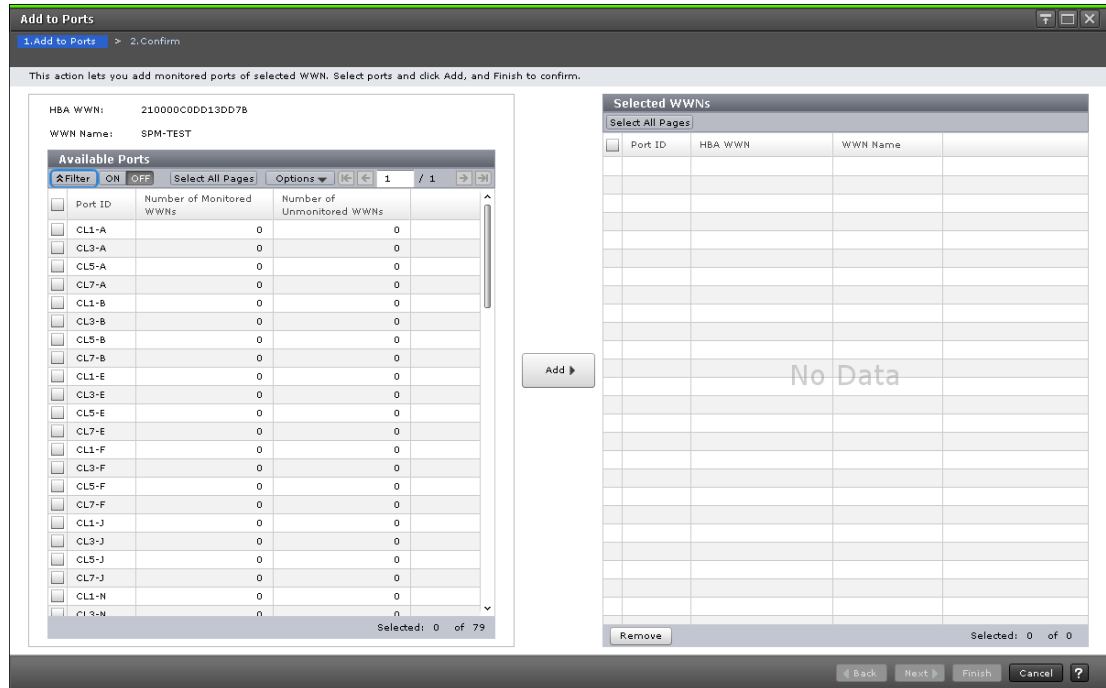 Add to Ports
1.Add to Ports > 2.Confirm
This action lets you add monitored ports of selected WWN. Select ports and click Add, and Finish to confirm.
HBA WWN: 210000C0DD13DD7B
WWN Name: SPM-TEST
Available Ports
Filter ON OFF Select All Pages Options 1 / 1
Port ID Number of Monitored WWNs Number of Unmonitored WWNs
CL1-A 0 0
CL3-A 0 0
CL5-A 0 0
CL7-A 0 0
CL1-B 0 0
CL3-B 0 0
CL5-B 0 0
CL7-B 0 0
CL1-E 0 0
CL3-E 0 0
CL5-E 0 0
CL7-E 0 0
CL1-F 0 0
CL3-F 0 0
CL5-F 0 0
CL7-F 0 0
CL1-J 0 0
CL3-J 0 0
CL5-J 0 0
CL7-J 0 0
CL1-N 0 0
CL3-N 0 0
Selected: 0 of 79
Add
Selected WWNs
Select All Pages
Port ID HBA WWN WWN Name
No Data
Remove Selected: 0 of 0
Back Next Finish Cancel ?